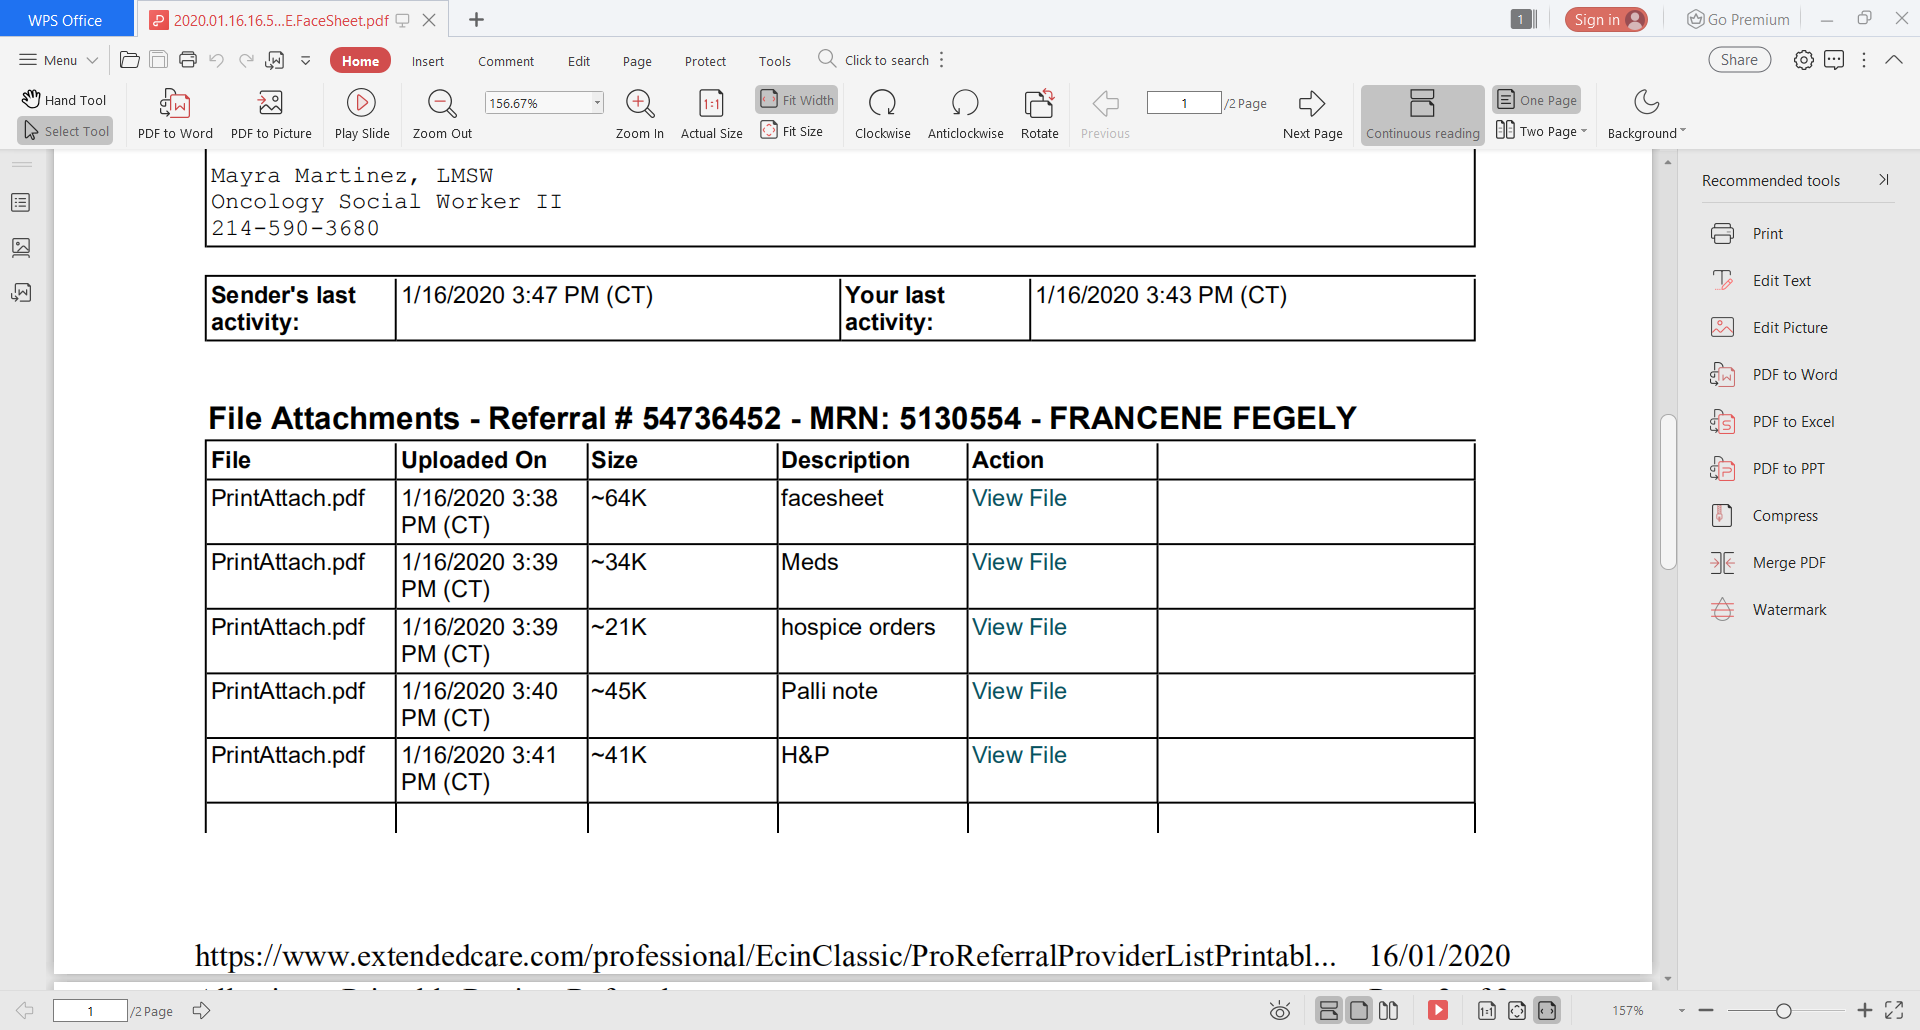 WPS Office
2020.01.16.16.5...E.FaceSheet.pdf
1
Sign in
Go Premium
Menu
Home
Insert
Comment
Edit
Page
Protect
Tools
Click to search
Share
Hand Tool
Select Tool
PDF to Word
PDF to Picture
Play Slide
Zoom Out
156.67%
Zoom In
1:1
Actual Size
Fit Width
Fit Size
Clockwise
Anticlockwise
Rotate
Previous
1
/2 Page
Next Page
Continuous reading
One Page
Two Page
Background
Mayra Martinez, LMSW
Oncology Social Worker II
214-590-3680
Sender's last activity:
1/16/2020 3:47 PM (CT)
Your last activity:
1/16/2020 3:43 PM (CT)
File Attachments - Referral # 54736452 - MRN: 5130554 - FRANCENE FEGELY
File Uploaded On Size Description Action
PrintAttach.pdf 1/16/2020 3:38 PM (CT) ~64K facesheet View File
PrintAttach.pdf 1/16/2020 3:39 PM (CT) ~34K Meds View File
PrintAttach.pdf 1/16/2020 3:39 PM (CT) ~21K hospice orders View File
PrintAttach.pdf 1/16/2020 3:40 PM (CT) ~45K Palli note View File
PrintAttach.pdf 1/16/2020 3:41 PM (CT) ~41K H&P View File
https://www.extendedcare.com/professional/EcinClassic/ProReferralProviderListPrintabl... 16/01/2020
Recommended tools
Print
Edit Text
Edit Picture
PDF to Word
PDF to Excel
PDF to PPT
Compress
Merge PDF
Watermark
1
/2 Page
1:1
157%